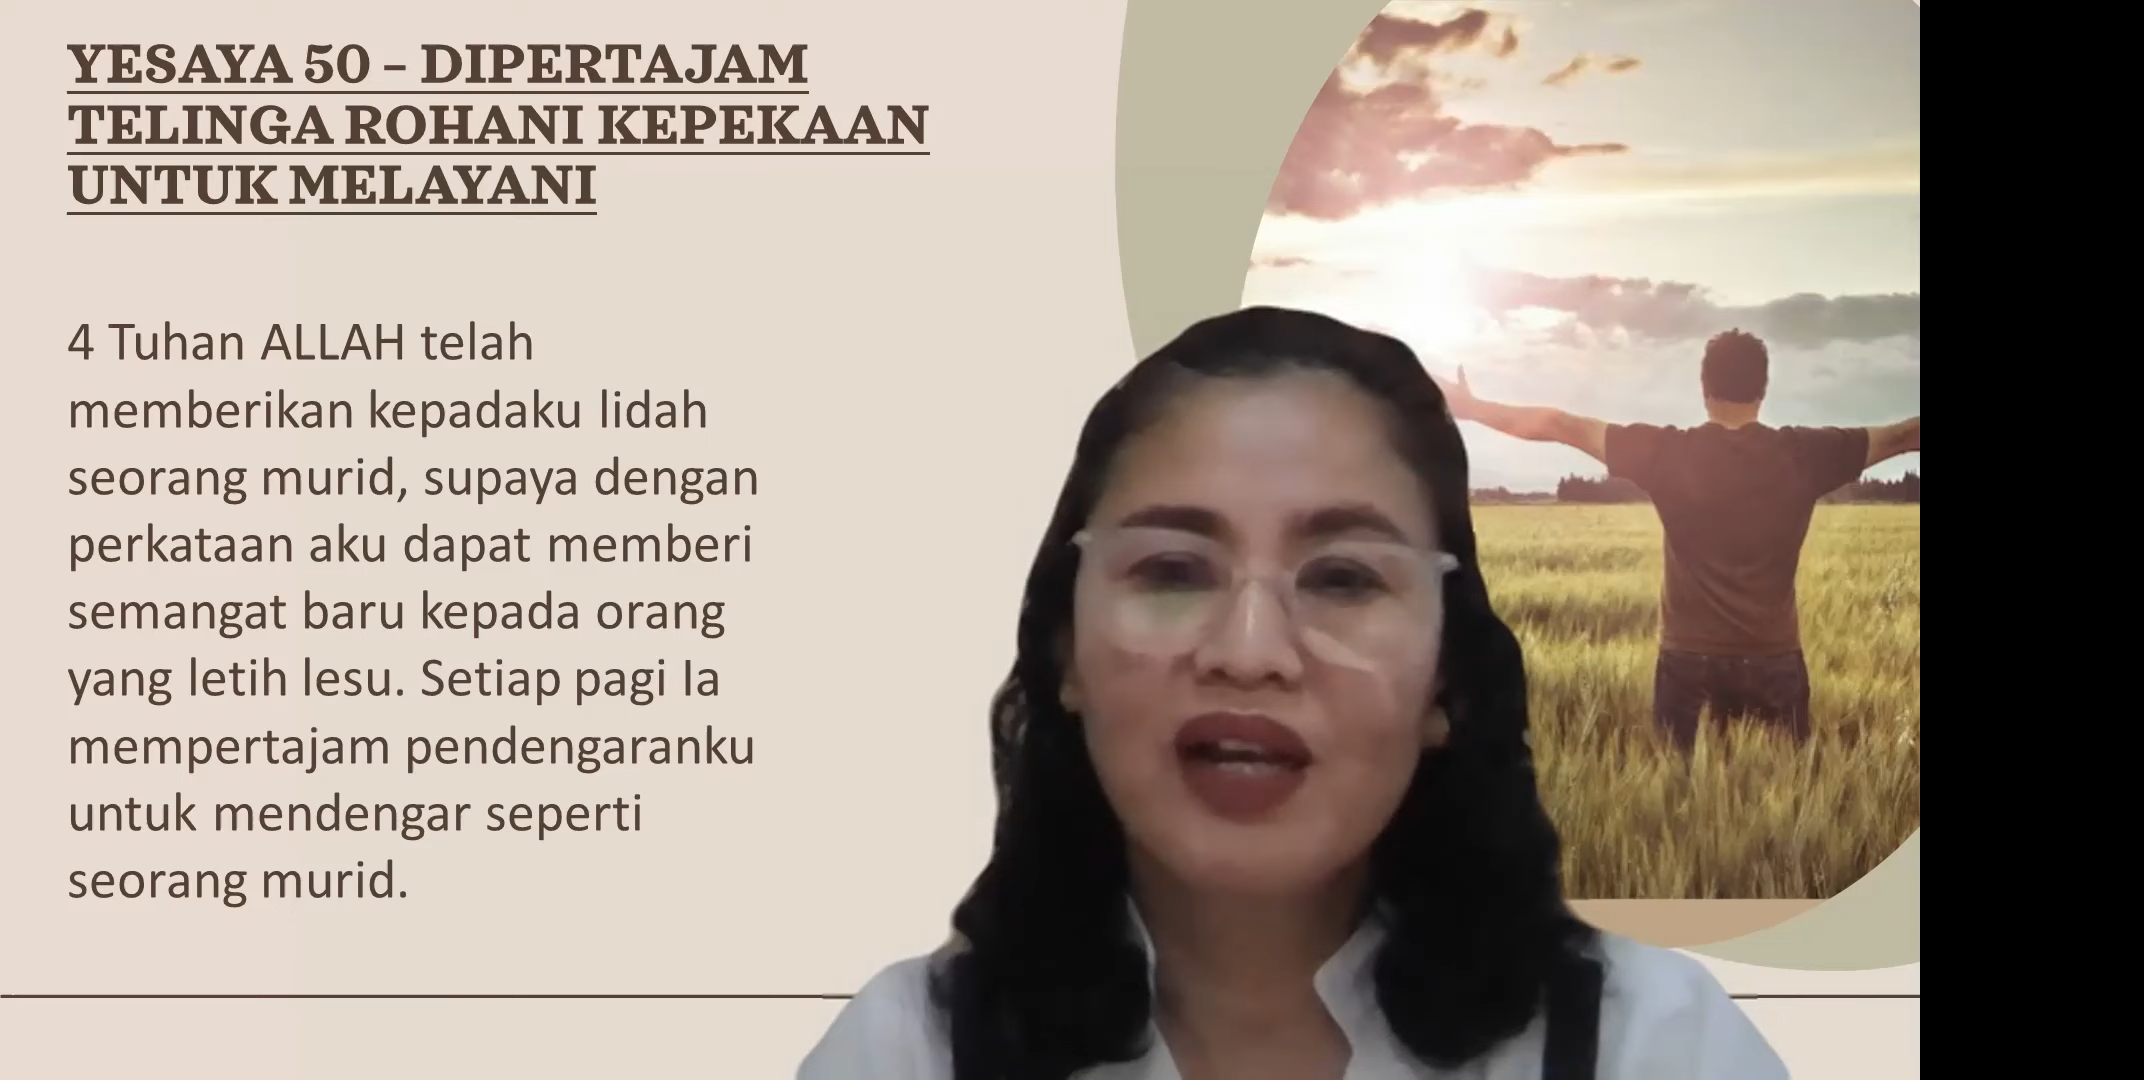 YESAYA 50 – DIPERTAJAM
TELINGA ROHANI KEPEKAAN
UNTUK MELAYANI
4 Tuhan ALLAH telah
memberikan kepadaku lidah
seorang murid, supaya dengan
perkataan aku dapat memberi
semangat baru kepada orang
yang letih lesu. Setiap pagi Ia
mempertajam pendengaranku
untuk mendengar seperti
seorang murid.